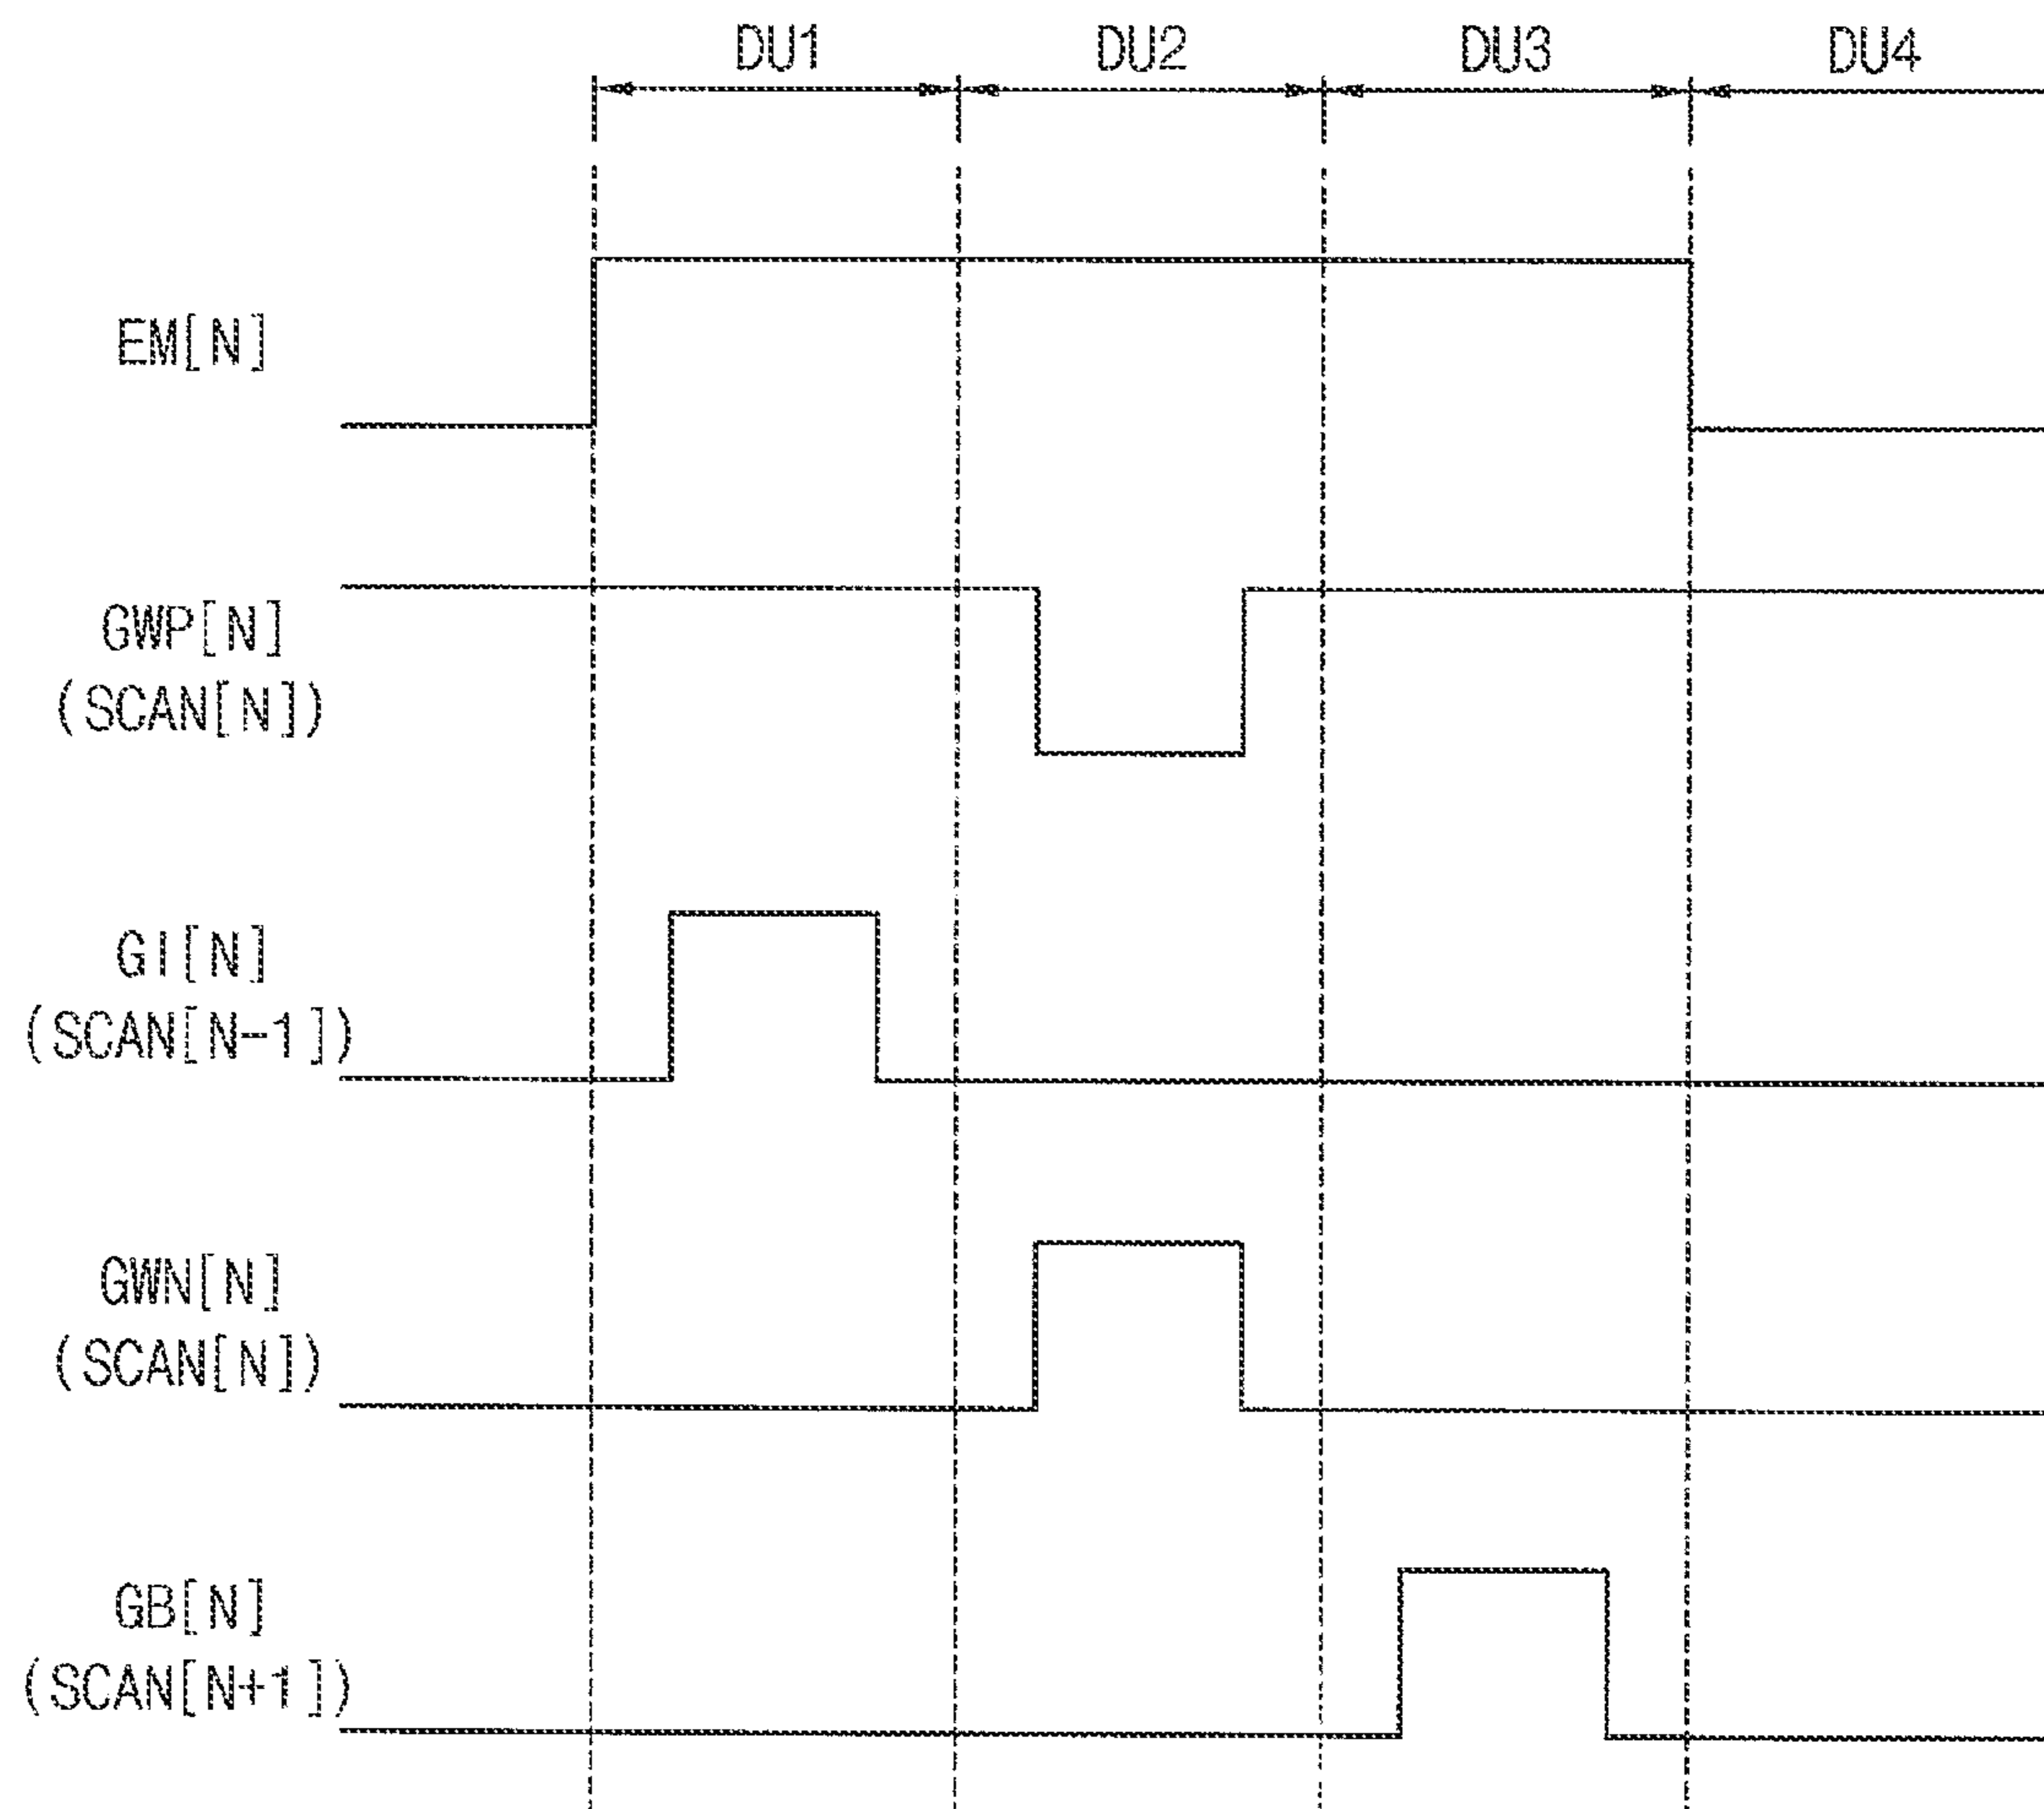 DU1 DU2 DU3 DU4
EM[N]
GWP[N]
(SCAN[N])
GI[N]
(SCAN[N-1])
GWN[N]
(SCAN[N])
GB[N]
(SCAN[N+1])